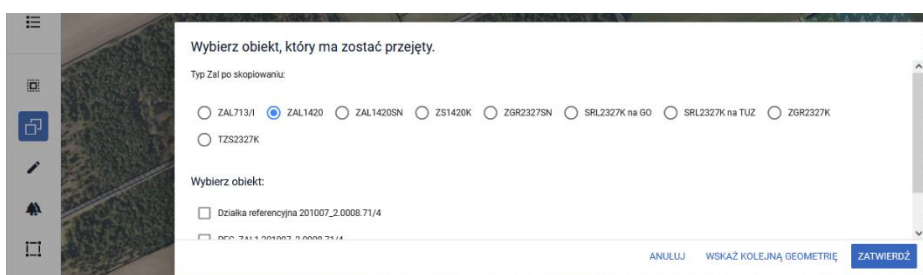 Wybierz obiekt, który ma zostać przejęty.
Typ Zal po skopiowaniu:
ZAL713/I ZAL1420 ZAL1420SN ZS1420K ZGR2327SN SRL2327K na GO SRL2327K na TUZ ZGR2327K
TZS2327K
Wybierz obiekt:
Działka referencyjna 201007_2.0008.71/4
ANULUJ WSKAŻ KOLEJNĄ GEOMETRIĘ ZATWIERDŹ